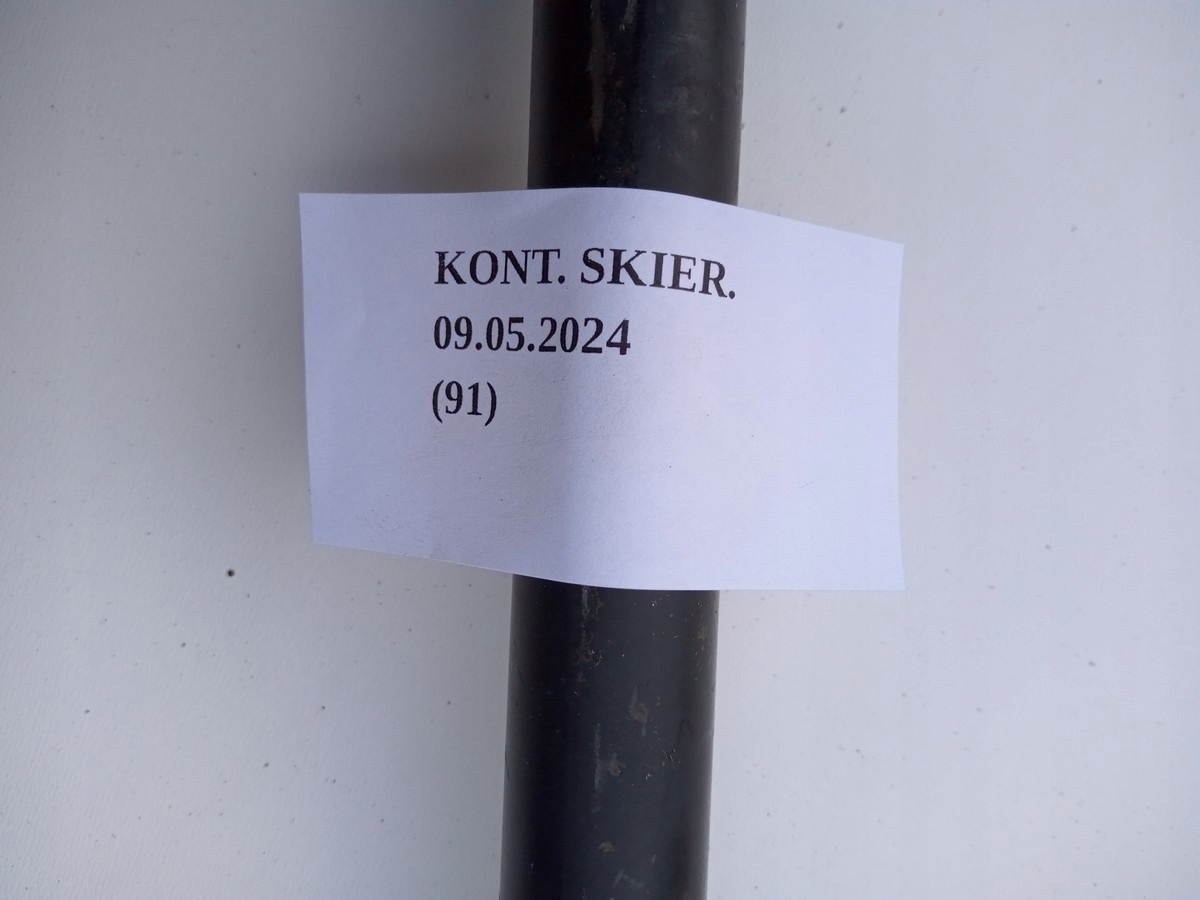 KONT. SKIER.
09.05.2024
(91)